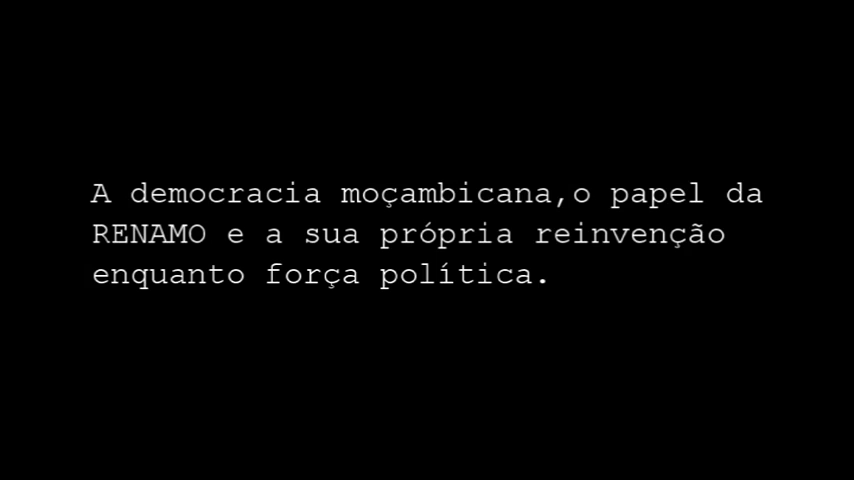 A democracia moçambicana,o papel da
RENAMO e a sua própria reinvenção
enquanto força política.